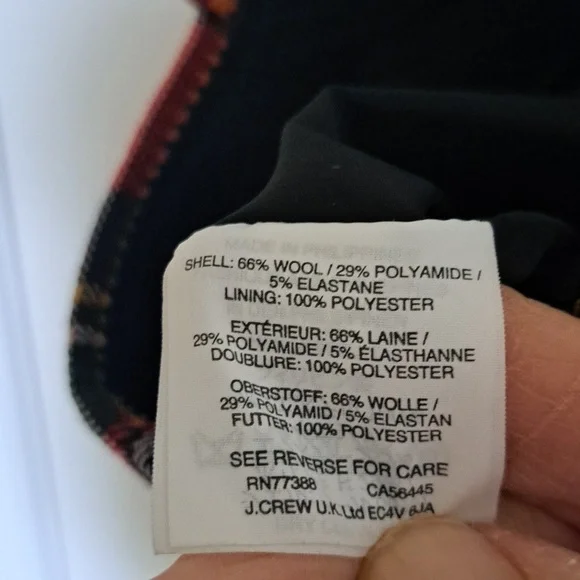 SHELL: 66% WOOL / 29% POLYAMIDE /
5% ELASTANE
LINING: 100% POLYESTER
EXTÉRIEUR: 66% LAINE /
29% POLYAMIDE / 5% ÉLASTHANNE
DOUBLURE: 100% POLYESTER
OBERSTOFF: 66% WOLLE /
29% POLYAMID / 5% ELASTAN
FUTTER: 100% POLYESTER
SEE REVERSE FOR CARE
RN77388 CA56445
J.CREW U.K.Ltd EC4V 6JA